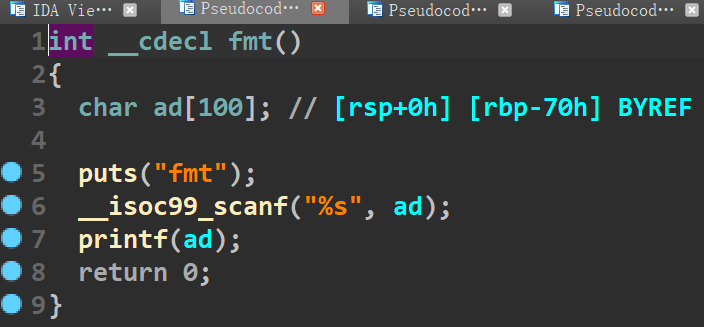 IDA Vie… Pseudocod… Pseudocod… Pseudocod…
1 int __cdecl fmt()
2 {
3 char ad[100]; // [rsp+0h] [rbp-70h] BYREF
4
5 puts("fmt");
6 __isoc99_scanf("%s", ad);
7 printf(ad);
8 return 0;
9 }